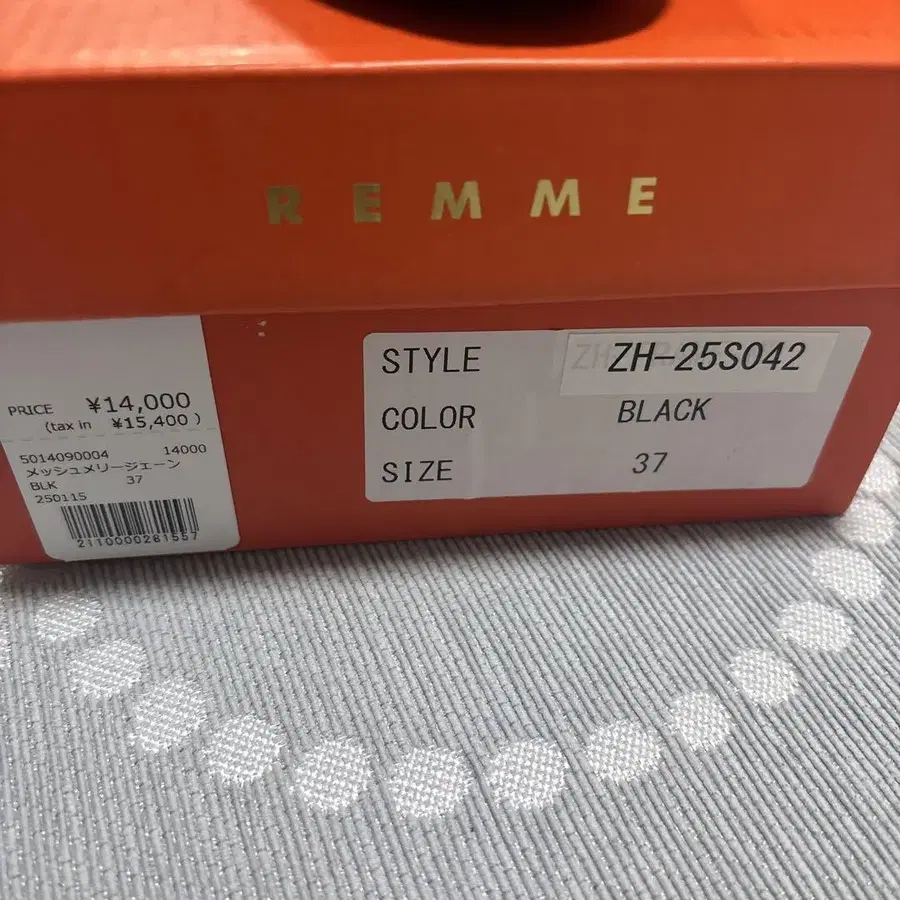 REMME
PRICE ¥14,000
(tax in ¥15,400 )
5014090004 14000
メッシュメリージェーン
BLK 37
250115
2110000281557
STYLE ZH-25S042
COLOR BLACK
SIZE 37